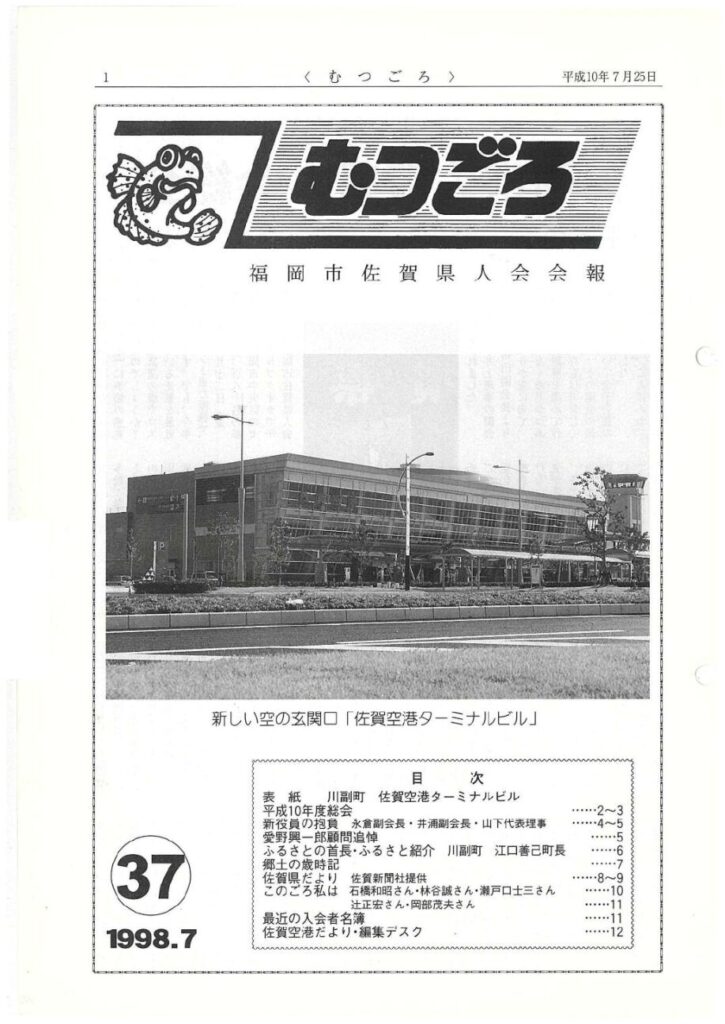 1
〈むつごろ〉
平成10年7月25日
むつごろ
福岡市佐賀県人会会報
新しい空の玄関口「佐賀空港ターミナルビル」
目次
表紙 川副町 佐賀空港ターミナルビル
平成10年度総会 ……2〜3
新役員の抱負 永倉副会長・井浦副会長・山下代表理事 ……4〜5
愛野興一郎顧問追悼 ……5
ふるさとの首長・ふるさと紹介 川副町 江口善己町長 ……6
郷土の歳時記 ……7
佐賀県だより 佐賀新聞社提供 ……8〜9
このごろ私は 石橋和昭さん・林谷誠さん・瀬戸口士三さん ……10
辻正宏さん・岡部茂夫さん ……11
最近の入会者名簿 ……11
佐賀空港だより・編集デスク ……12
37
1998.7